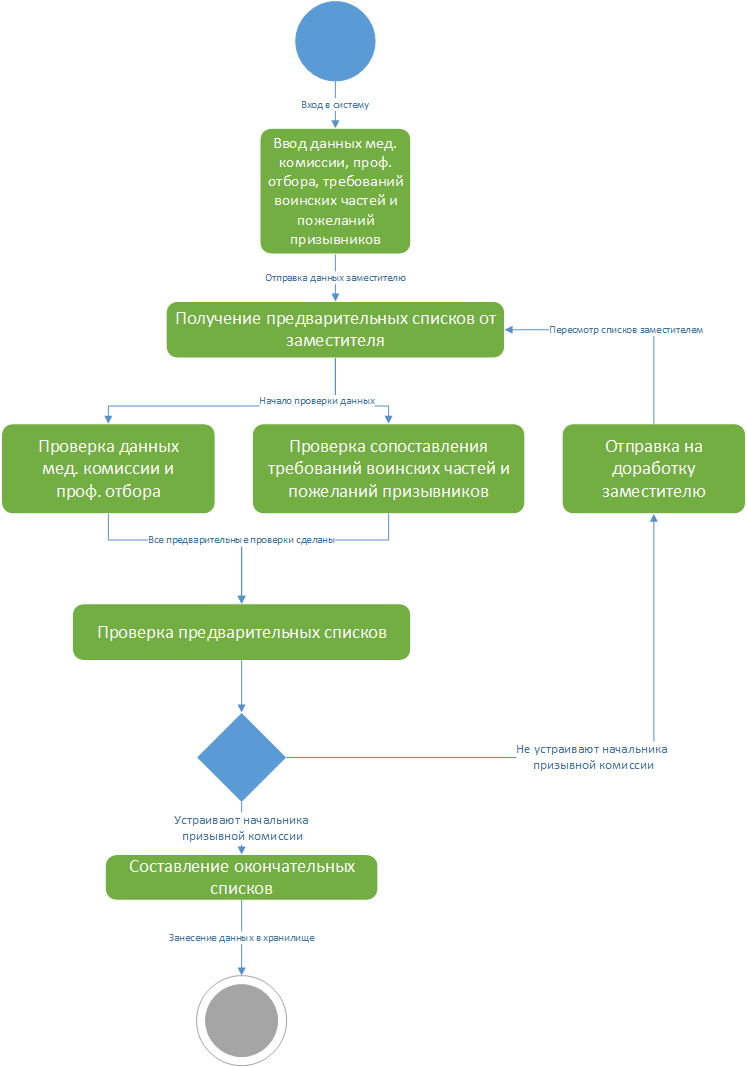 Вход в систему
Ввод данных мед.
комиссии, проф.
отбора, требований
воинских частей и
пожеланий
призывников
Отправка данных заместителю
Получение предварительных списков от
заместителя
Пересмотр списков заместителем
Начало проверки данных
Проверка данных
мед. комиссии и
проф. отбора
Проверка сопоставления
требований воинских частей и
пожеланий призывников
Отправка на
доработку
заместителю
Все предварительные проверки сделаны
Проверка предварительных списков
Не устраивают начальника
призывной комиссии
Устраивают начальника
призывной комиссии
Составление окончательных
списков
Занесение данных в хранилище